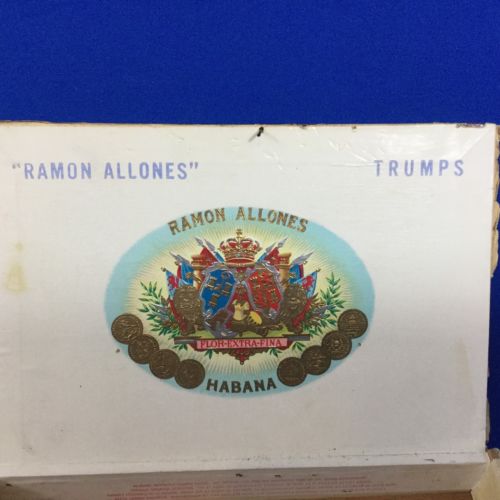 "RAMON ALLONES" TRUMPS
RAMON ALLONES
FLOR-EXTRA-FINA
HABANA